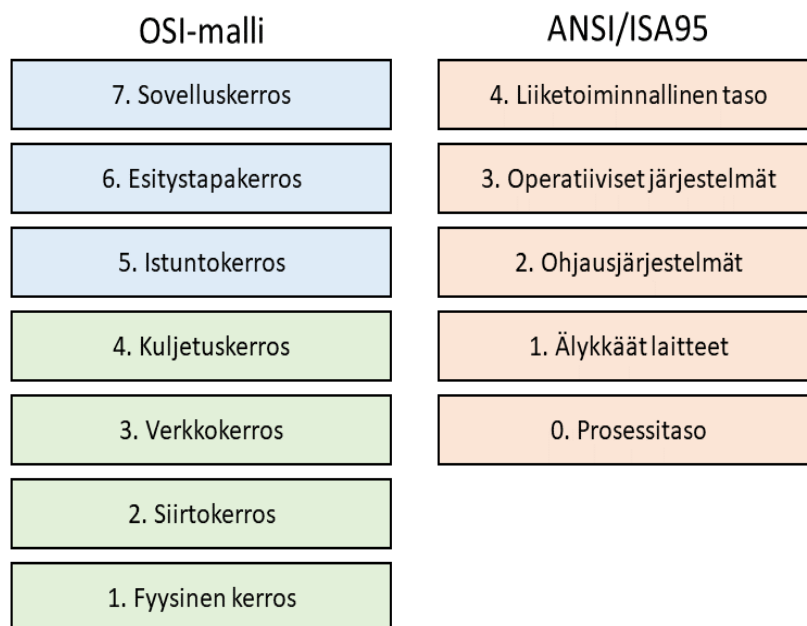 OSI-malli
7. Sovelluskerros
6. Esitystapakerros
5. Istuntokerros
4. Kuljetuskerros
3. Verkkokerros
2. Siirtokerros
1. Fyysinen kerros
ANSI/ISA95
4. Liiketoiminnallinen taso
3. Operatiiviset järjestelmät
2. Ohjausjärjestelmät
1. Älykkäät laitteet
0. Prosessitaso